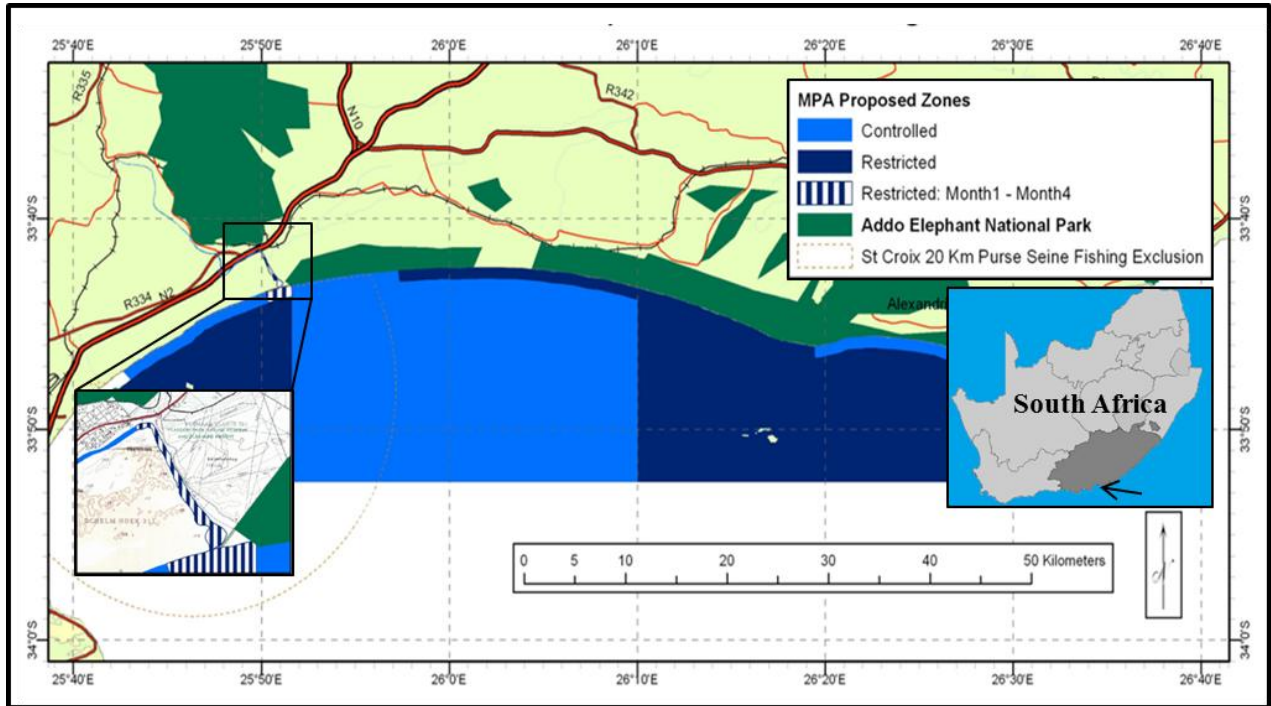 25°40'E 25°50'E 26°0'E 26°10'E 26°20'E 26°30'E 26°40'E
R335
N10
R342
MPA Proposed Zones
Controlled
Restricted
Restricted: Month1 - Month4
Addo Elephant National Park
St Croix 20 Km Purse Seine Fishing Exclusion
33°40'S 33°40'S
R334 N2
Alexandri
South Africa
33°50'S 33°50'S
0 5 10 20 30 40 50 Kilometers
34°0'S 34°0'S
25°40'E 25°50'E 26°0'E 26°10'E 26°20'E 26°30'E 26°40'E